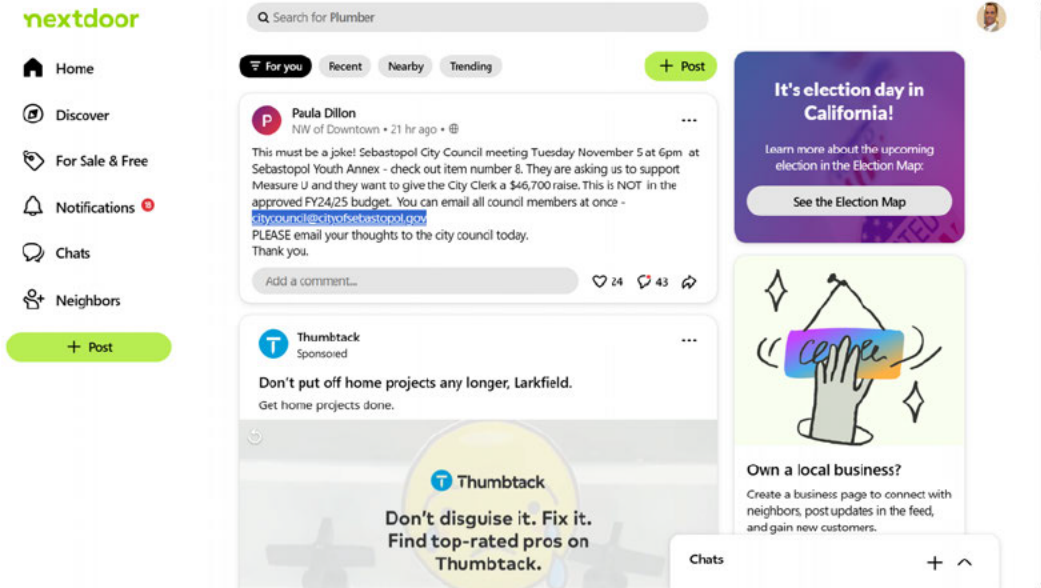 nextdoor
Search for Plumber
Home
Discover
For Sale & Free
Notifications
Chats
Neighbors
+ Post
For you
Recent
Nearby
Trending
+ Post
P
Paula Dillon
NW of Downtown • 21 hr ago •
This must be a joke! Sebastopol City Council meeting Tuesday November 5 at 6pm at
Sebastopol Youth Annex - check out item number 8. They are asking us to support
Measure U and they want to give the City Clerk a $46,700 raise. This is NOT in the
approved FY24/25 budget. You can email all council members at once -
citycouncil@cityofsebastopol.gov
PLEASE email your thoughts to the city council today.
Thank you.
Add a comment...
24
43
Thumbtack
Sponsored
Don't put off home projects any longer, Larkfield.
Get home projects done.
Thumbtack
Don't disguise it. Fix it.
Find top-rated pros on
Thumbtack.
It's election day in
California!
Learn more about the upcoming
election in the Election Map:
See the Election Map
Own a local business?
Create a business page to connect with
neighbors, post updates in the feed,
and gain new customers.
Chats